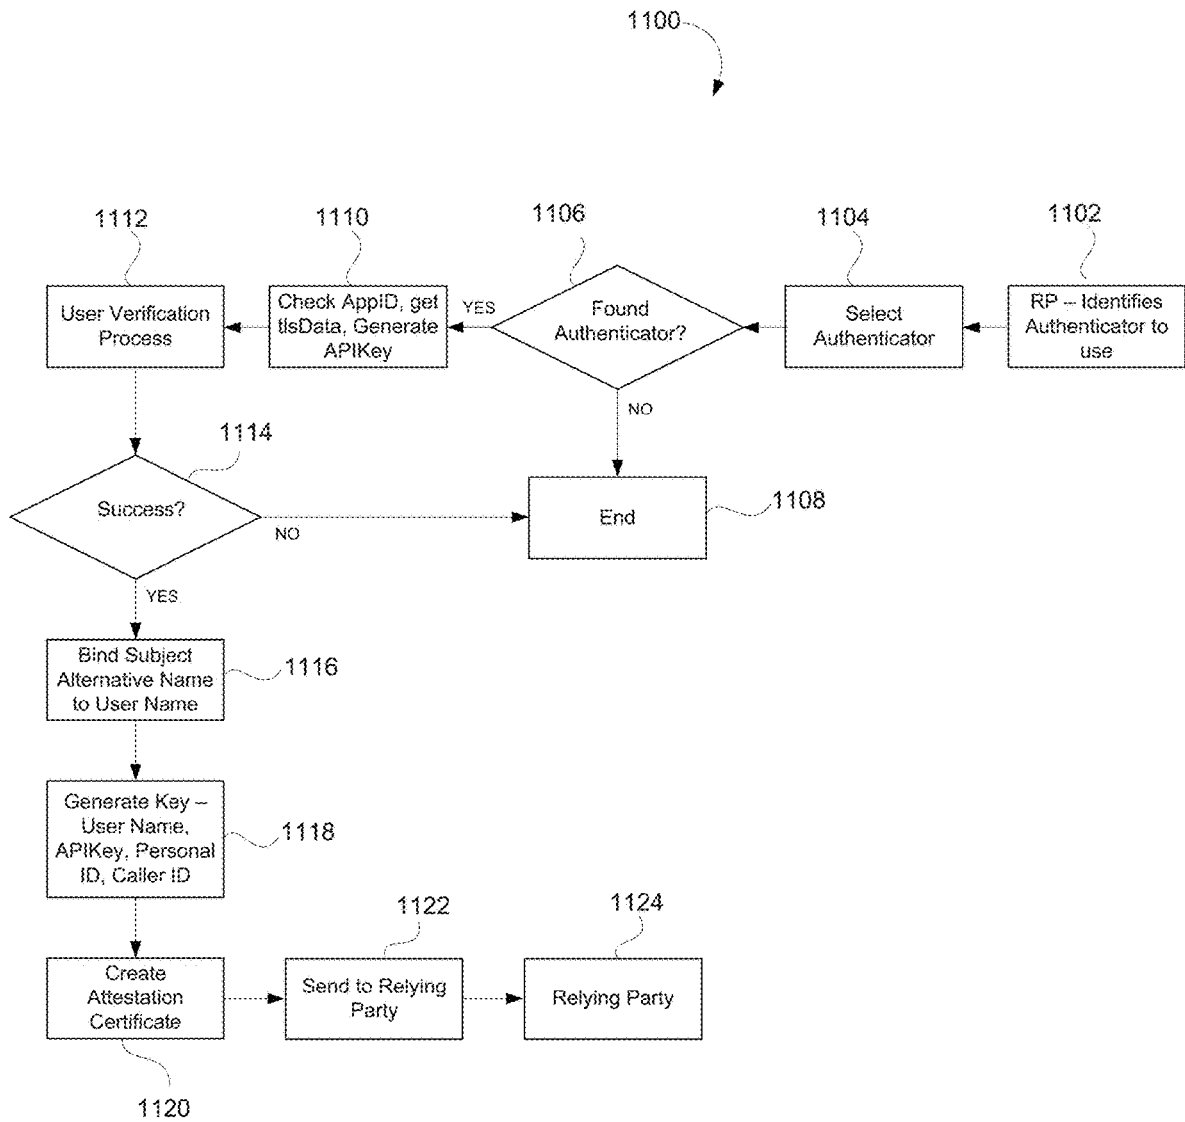 1100
1112
1110
1106
1104
1102
User Verification
Process
Check AppID, get
tlsData, Generate
APIKey
YES
Found
Authenticator?
Select
Authenticator
RP – Identifies
Authenticator to
use
NO
1114
Success?
NO
End
1108
YES
Bind Subject
Alternative Name
to User Name
1116
Generate Key –
User Name,
APIKey, Personal
ID, Caller ID
1118
1122
1124
Create
Attestation
Certificate
Send to Relying
Party
Relying Party
1120